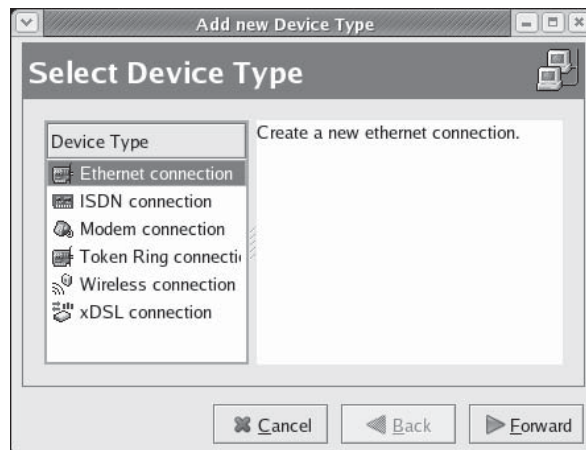 Add new Device Type
Select Device Type
Device Type
Ethernet connection
ISDN connection
Modem connection
Token Ring connecti
Wireless connection
xDSL connection
Create a new ethernet connection.
Cancel
Back
Forward